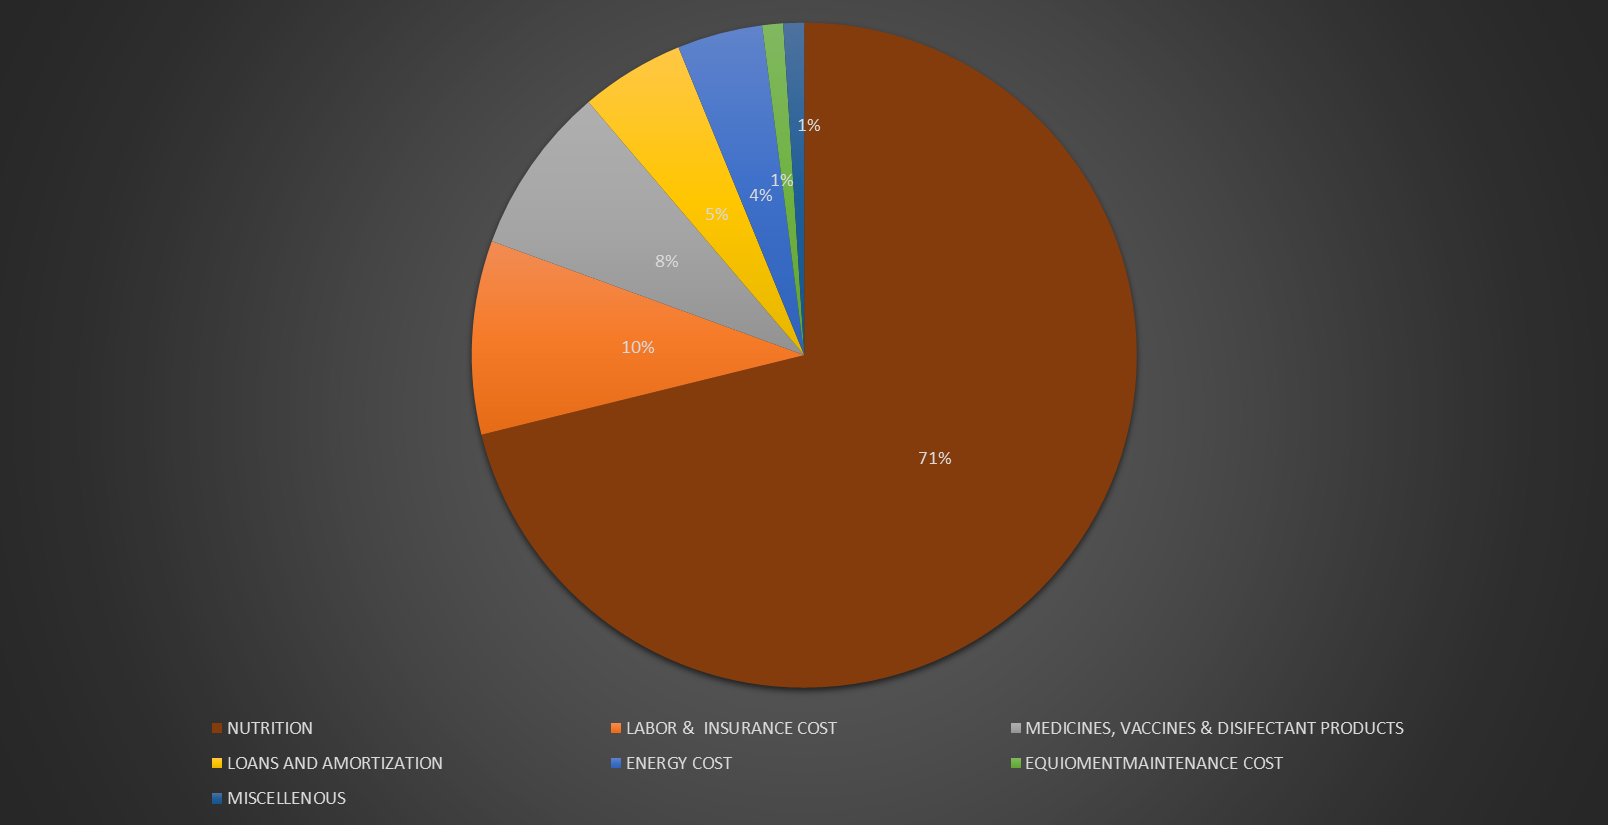 1%
1%
4%
5%
8%
10%
71%
NUTRITION
LABOR &  INSURANCE COST
MEDICINES, VACCINES & DISIFECTANT PRODUCTS
LOANS AND AMORTIZATION
ENERGY COST
EQUIOMENTMAINTENANCE COST
MISCELLENOUS